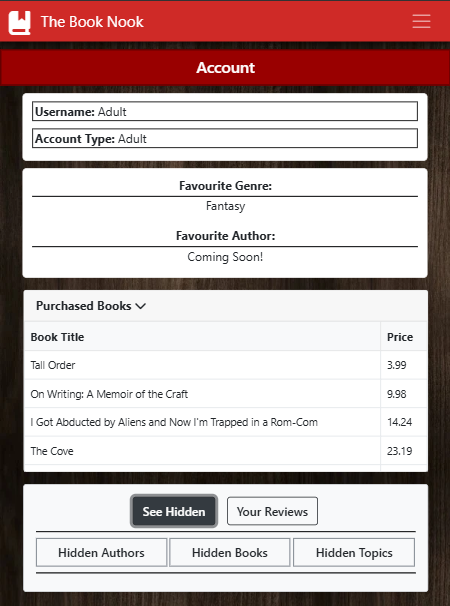 The Book Nook
Account
Username: Adult
Account Type: Adult
Favourite Genre:
Fantasy
Favourite Author:
Coming Soon!
Purchased Books
Book Title Price
Tall Order 3.99
On Writing: A Memoir of the Craft 9.98
I Got Abducted by Aliens and Now I'm Trapped in a Rom-Com 14.24
The Cove 23.19
See Hidden Your Reviews
Hidden Authors Hidden Books Hidden Topics